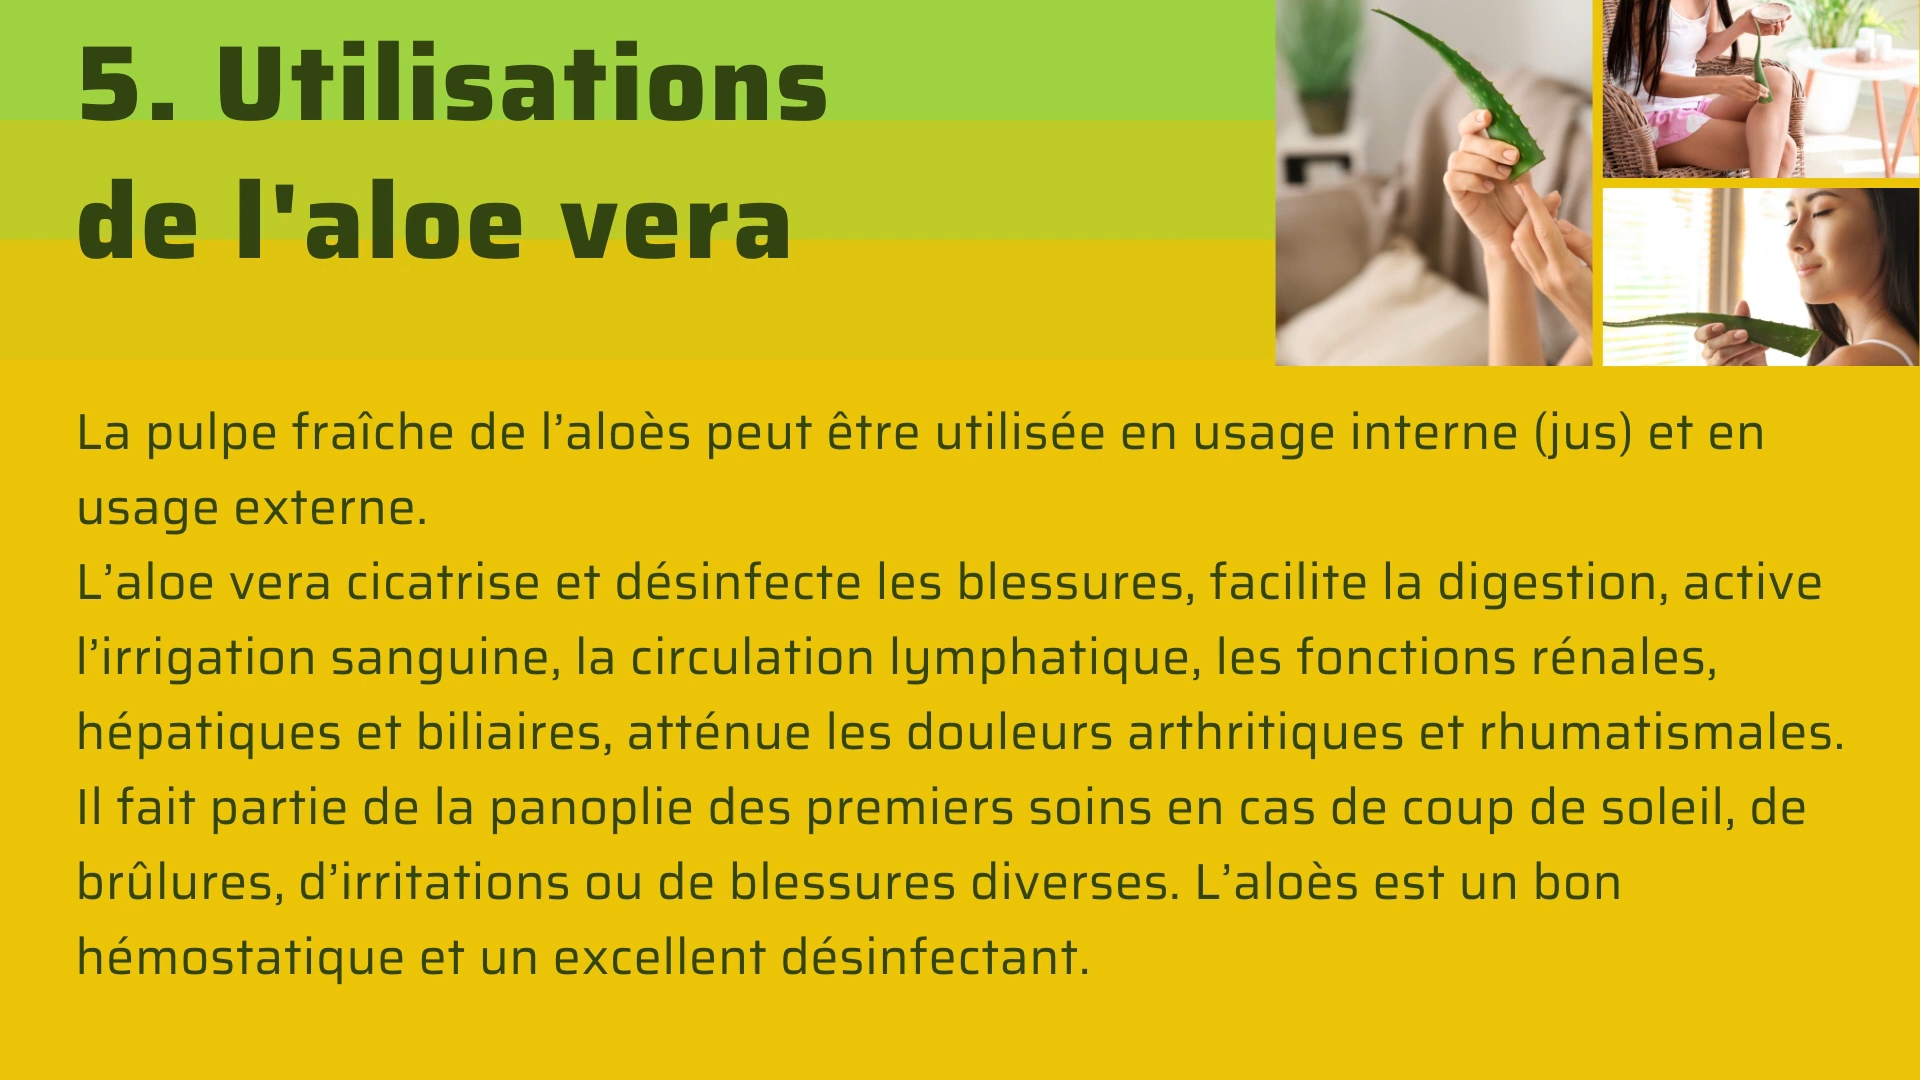 5. Utilisations
de l'aloe vera
La pulpe fraîche de l’aloès peut être utilisée en usage interne (jus) et en
usage externe.
L’aloe vera cicatrise et désinfecte les blessures, facilite la digestion, active
l’irrigation sanguine, la circulation lymphatique, les fonctions rénales,
hépatiques et biliaires, atténue les douleurs arthritiques et rhumatismales.
Il fait partie de la panoplie des premiers soins en cas de coup de soleil, de
brûlures, d’irritations ou de blessures diverses. L’aloès est un bon
hémostatique et un excellent désinfectant.